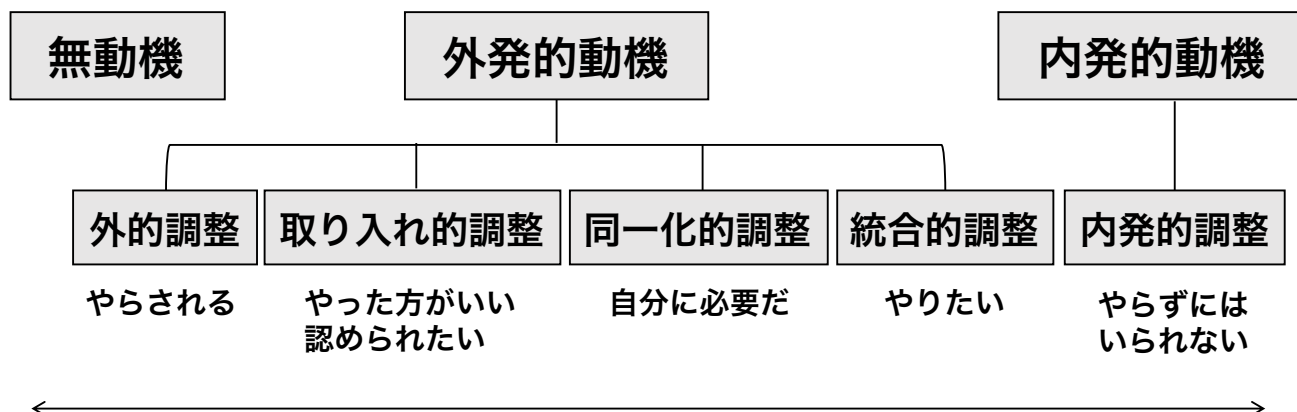 無動機
外発的動機
内発的動機
外的調整
取り入れ的調整
同一化的調整
統合的調整
内発的調整
やらされる
やった方がいい
認められたい
自分に必要だ
やりたい
やらずには
いられない